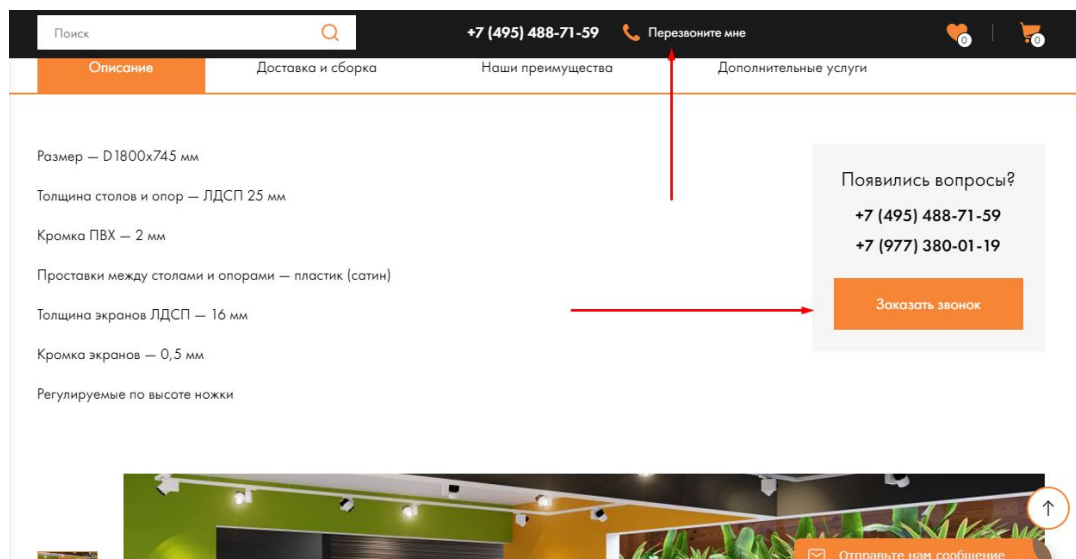 Поиск
+7 (495) 488-71-59
Перезвоните мне
0
0
Описание
Доставка и сборка
Наши преимущества
Дополнительные услуги
Размер — D1800x745 мм
Толщина столов и опор — ЛДСП 25 мм
Кромка ПВХ — 2 мм
Проставки между столами и опорами — пластик (сатин)
Толщина экранов ЛДСП — 16 мм
Кромка экранов — 0,5 мм
Регулируемые по высоте ножки
Появились вопросы?
+7 (495) 488-71-59
+7 (977) 380-01-19
Заказать звонок
Отправьте нам сообщение